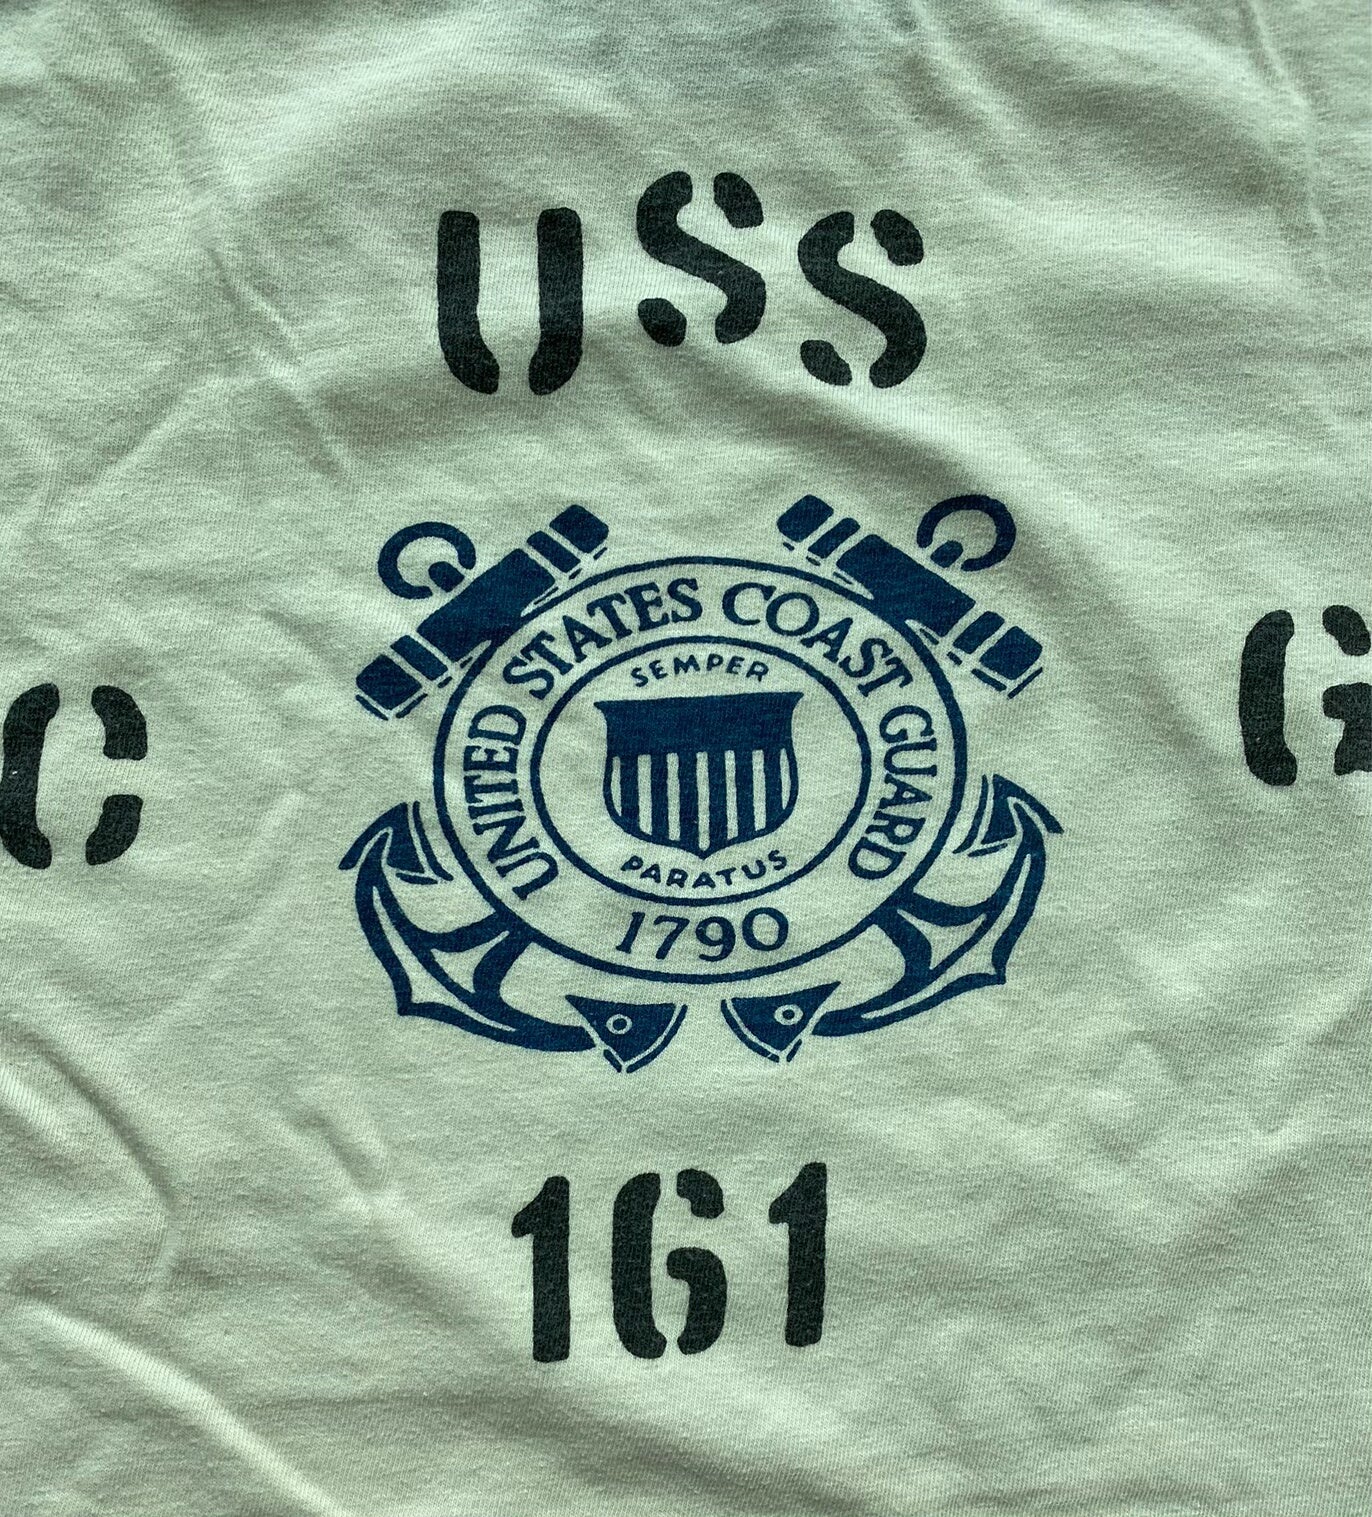 USS
C
G
UNITED STATES COAST GUARD
SEMPER
PARATUS
1790
161